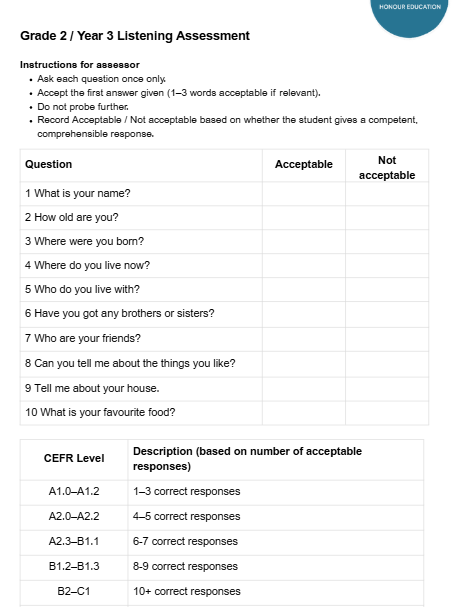 HONOUR EDUCATION
Grade 2 / Year 3 Listening Assessment
Instructions for assessor
• Ask each question once only.
• Accept the first answer given (1–3 words acceptable if relevant).
• Do not probe further.
• Record Acceptable / Not acceptable based on whether the student gives a competent,
comprehensible response.
Question Acceptable Not
acceptable
1 What is your name?
2 How old are you?
3 Where were you born?
4 Where do you live now?
5 Who do you live with?
6 Have you got any brothers or sisters?
7 Who are your friends?
8 Can you tell me about the things you like?
9 Tell me about your house.
10 What is your favourite food?
CEFR Level Description (based on number of acceptable
responses)
A1.0–A1.2 1–3 correct responses
A2.0–A2.2 4–5 correct responses
A2.3–B1.1 6-7 correct responses
B1.2–B1.3 8-9 correct responses
B2–C1 10+ correct responses